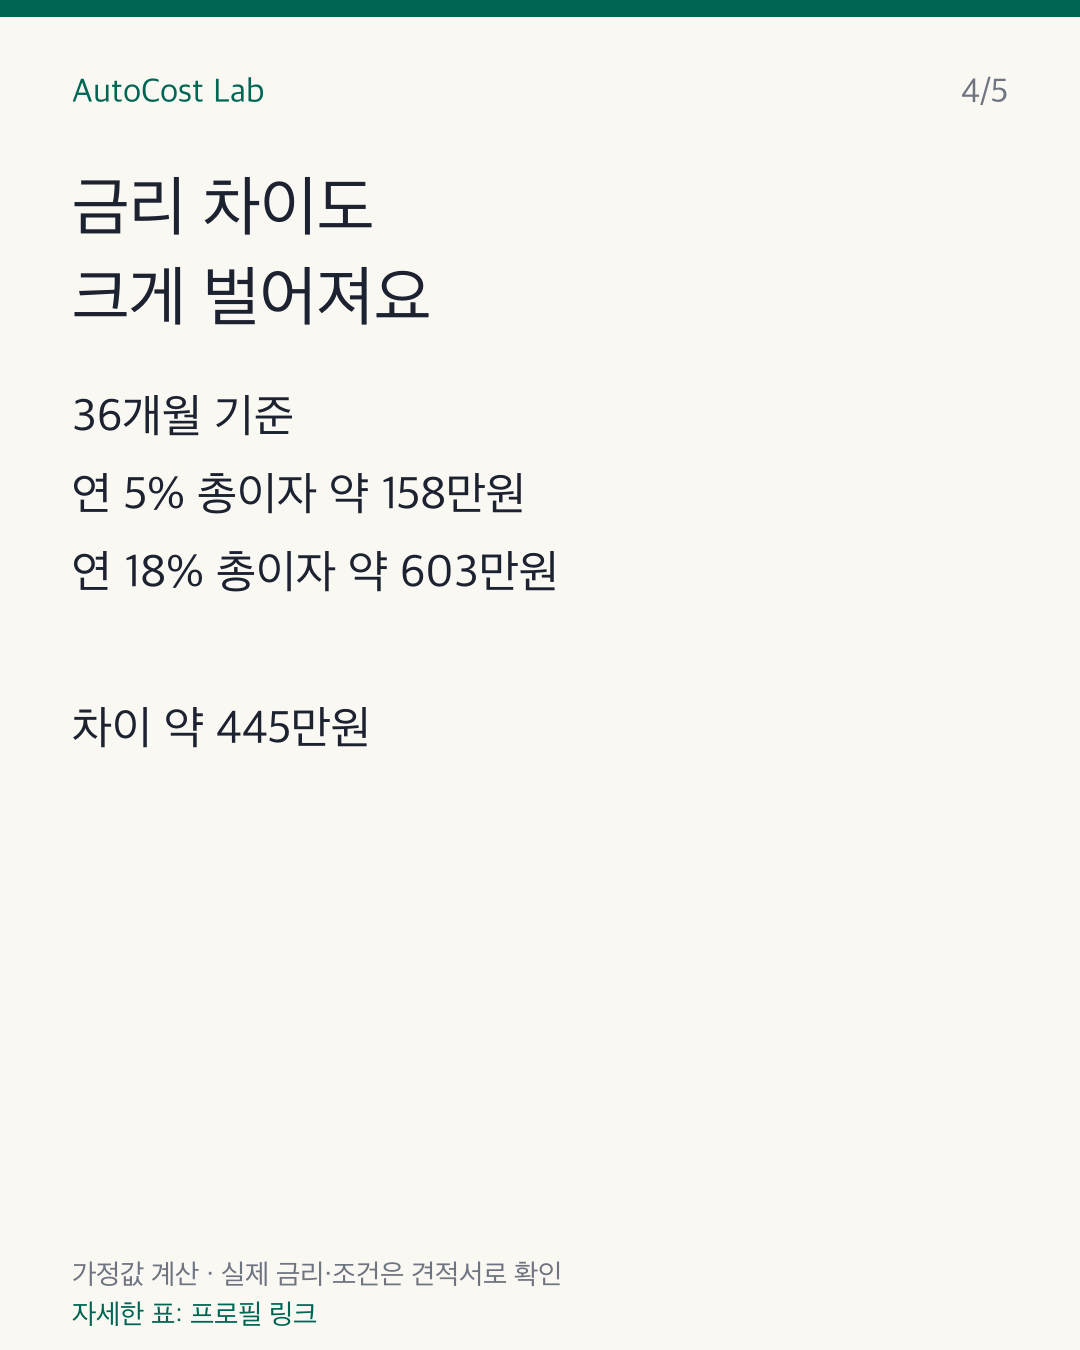 AutoCost Lab
4/5
금리 차이도
크게 벌어져요
36개월 기준
연 5% 총이자 약 158만원
연 18% 총이자 약 603만원
차이 약 445만원
가정값 계산 · 실제 금리·조건은 견적서로 확인
자세한 표: 프로필 링크